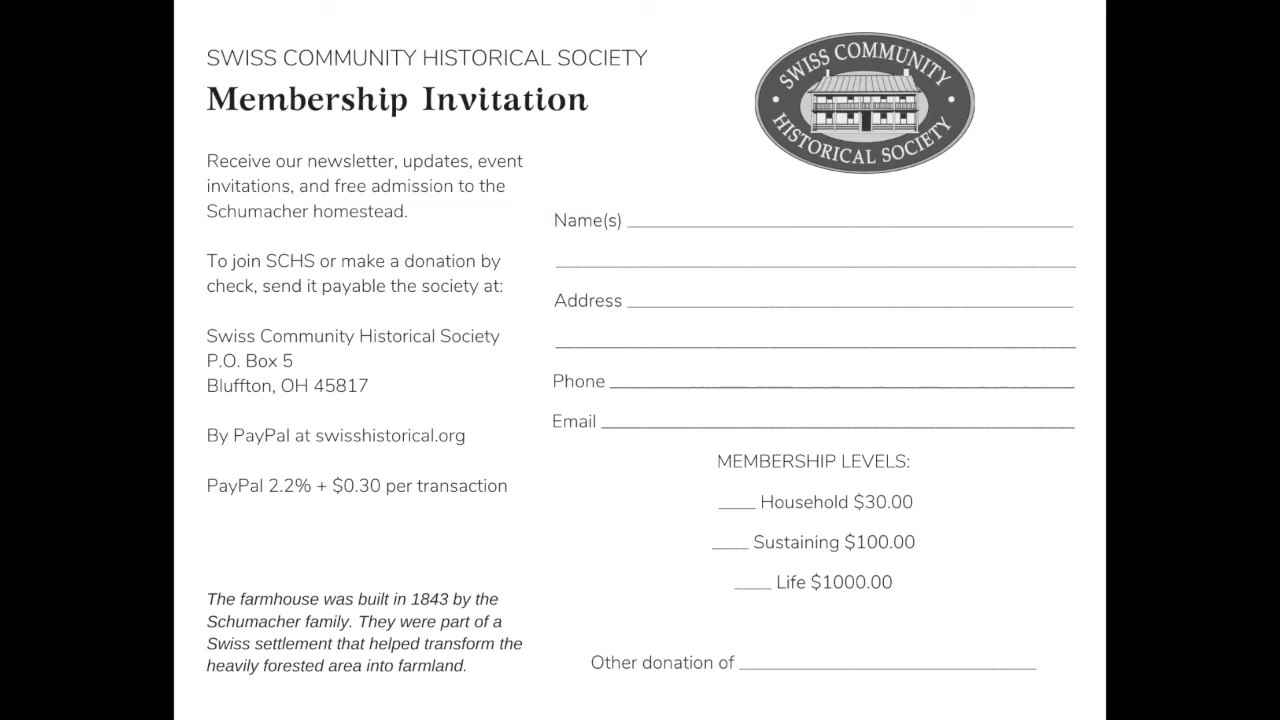 SWISS COMMUNITY HISTORICAL SOCIETY
Membership Invitation
SWISS COMMUNITY
HISTORICAL SOCIETY
Receive our newsletter, updates, event
invitations, and free admission to the
Schumacher homestead.
To join SCHS or make a donation by
check, send it payable the society at:
Swiss Community Historical Society
P.O. Box 5
Bluffton, OH 45817
By PayPal at swisshistorical.org
PayPal 2.2% + $0.30 per transaction
The farmhouse was built in 1843 by the
Schumacher family. They were part of a
Swiss settlement that helped transform the
heavily forested area into farmland.
Name(s)
Address
Phone
Email
MEMBERSHIP LEVELS:
____ Household $30.00
____ Sustaining $100.00
____ Life $1000.00
Other donation of